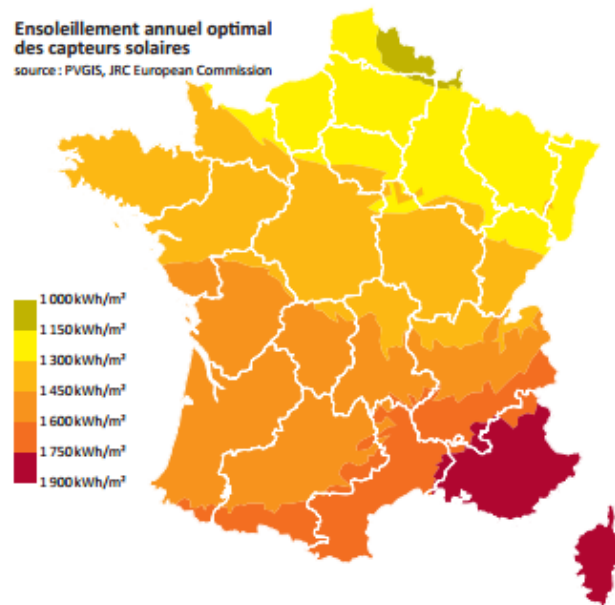 Ensoleillement annuel optimal
des capteurs solaires
source : PVGIS, JRC European Commission
1 000 kWh/m²
1 150 kWh/m²
1 300 kWh/m²
1 450 kWh/m²
1 600 kWh/m²
1 750 kWh/m²
1 900 kWh/m²